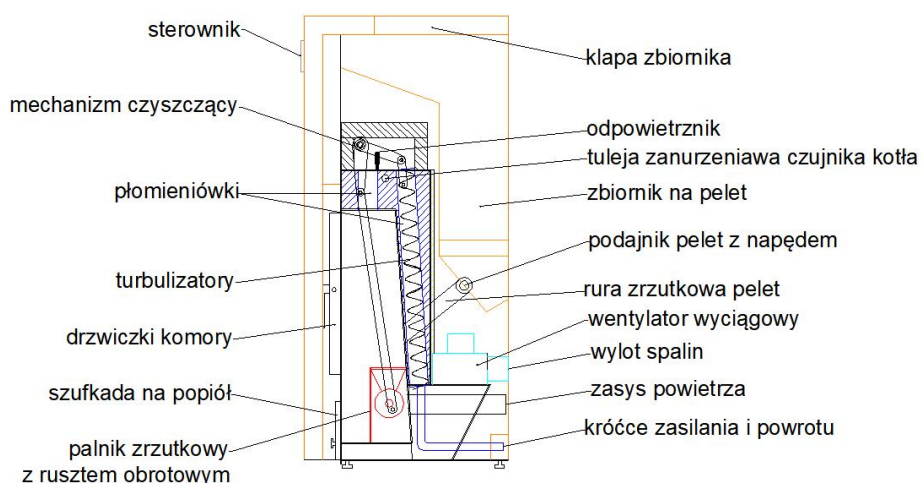 sterownik
mechanizm czyszczący
płomieniówki
turbulizatory
drzwiczki komory
szufkada na popiół
palnik zrzutkowy
z rusztem obrotowym
klapa zbiornika
odpowietrznik
tuleja zanurzeniawa czujnika kotła
zbiornik na pelet
podajnik pelet z napędem
rura zrzutkowa pelet
wentylator wyciągowy
wylot spalin
zasys powietrza
króćce zasilania i powrotu